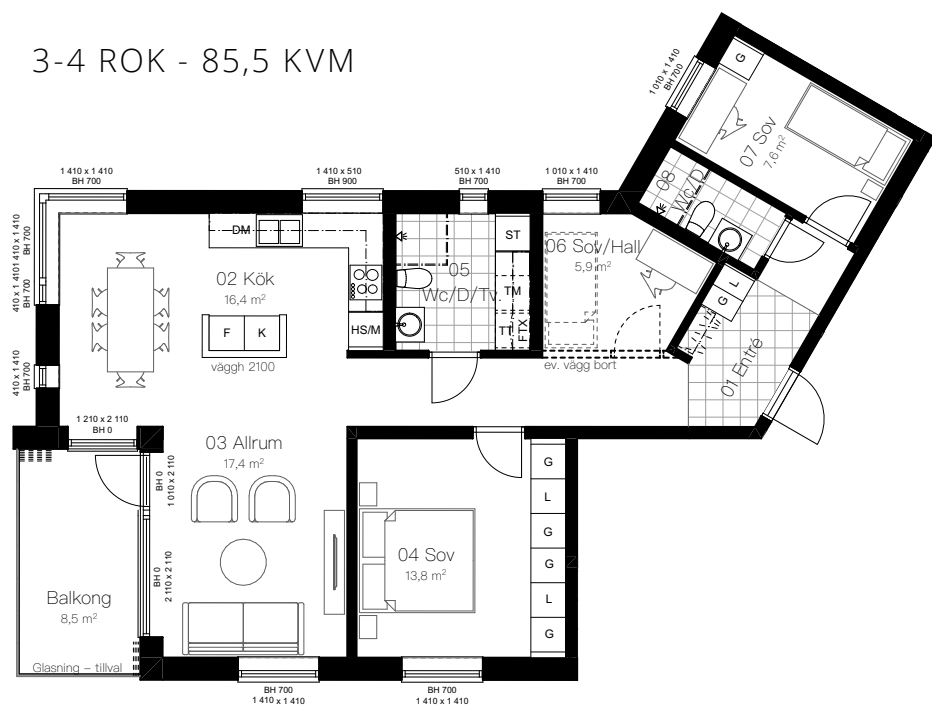 3-4 ROK - 85,5 KVM
1 010 x 1 410
BH 700
G
07 Sov
7,6 m²
08
Wc/D
1 410 x 1 410
BH 700
1 410 x 510
BH 900
510 x 1 410
BH 700
1 010 x 1 410
BH 700
410 x 1 410
BH 700
1 410 x 1 410
BH 700
DM
02 Kök
16,4 m²
F
K
väggh 2100
HS/M
05
Wc/D/Tv.
ST
TM
TT
FTX
06 Sov/Hall
5,9 m²
ev. vägg bort
L
G
01 Entré
410 x 1 410
BH 700
1 210 x 2 110
BH 0
03 Allrum
17,4 m²
BH 0
1 010 x 2 110
BH 0
2 110 x 2 110
04 Sov
13,8 m²
G
L
G
G
L
G
Balkong
8,5 m²
Glasning – tillval
BH 700
1 410 x 1 410
BH 700
1 410 x 1 410